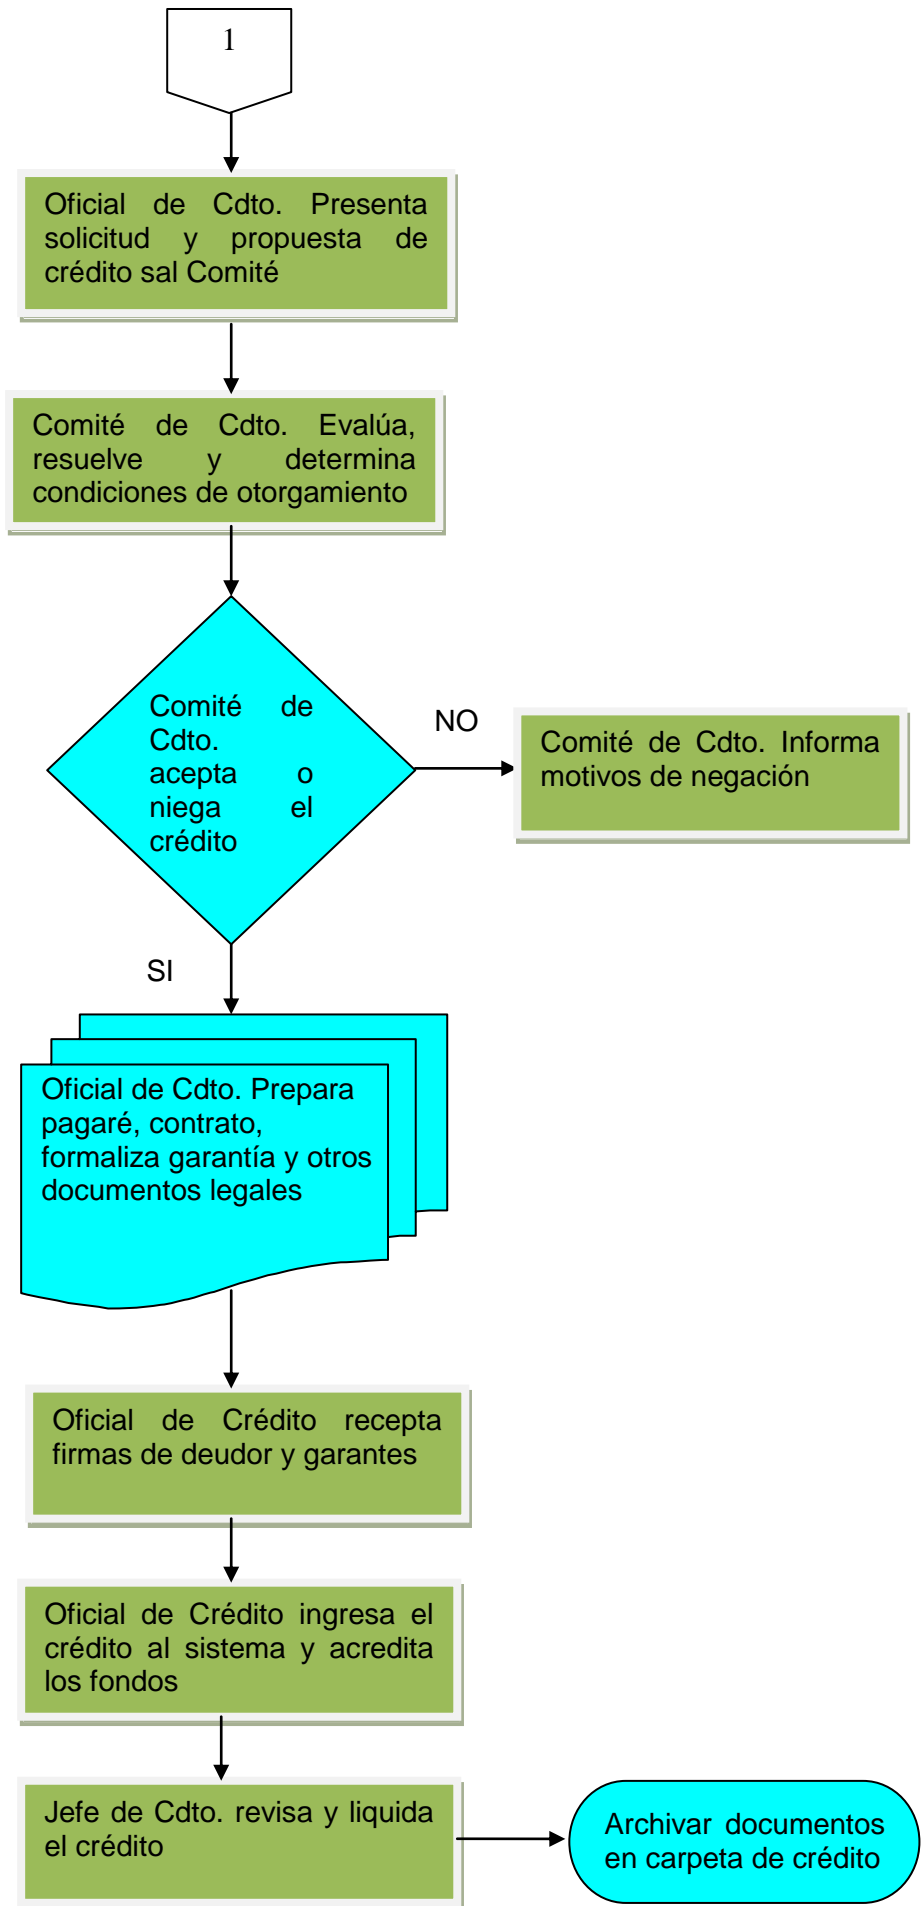 1
Oficial de Cdto. Presenta
solicitud y propuesta de
crédito sal Comité
Comité de Cdto. Evalúa,
resuelve y determina
condiciones de otorgamiento
Comité de
Cdto.
acepta o
niega el
crédito
NO
Comité de Cdto. Informa
motivos de negación
SI
Oficial de Cdto. Prepara
pagaré, contrato,
formaliza garantía y otros
documentos legales
Oficial de Crédito recepta
firmas de deudor y garantes
Oficial de Crédito ingresa el
crédito al sistema y acredita
los fondos
Jefe de Cdto. revisa y liquida
el crédito
Archivar documentos
en carpeta de crédito